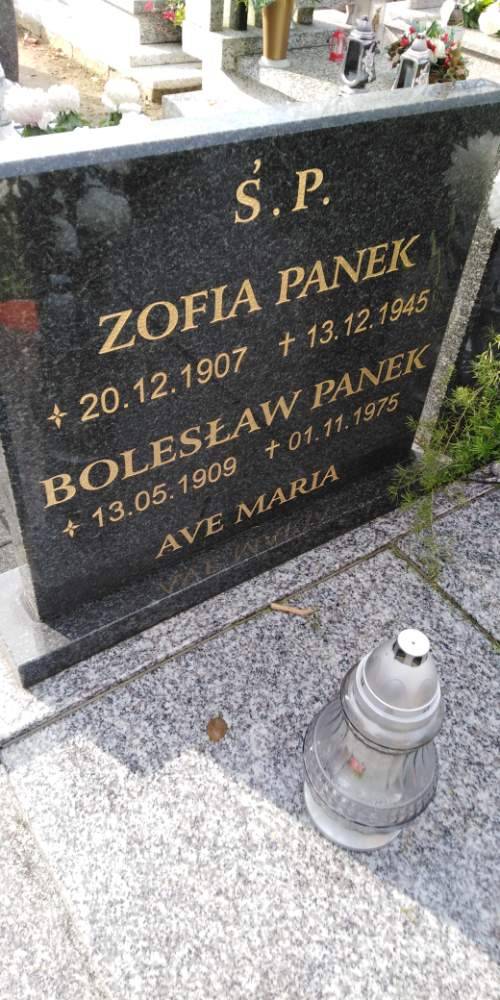 Ś.P.
ZOFIA PANEK
✧ 20.12.1907 ✝ 13.12.1945
BOLESŁAW PANEK
✧ 13.05.1909 ✝ 01.11.1975
AVE MARIA